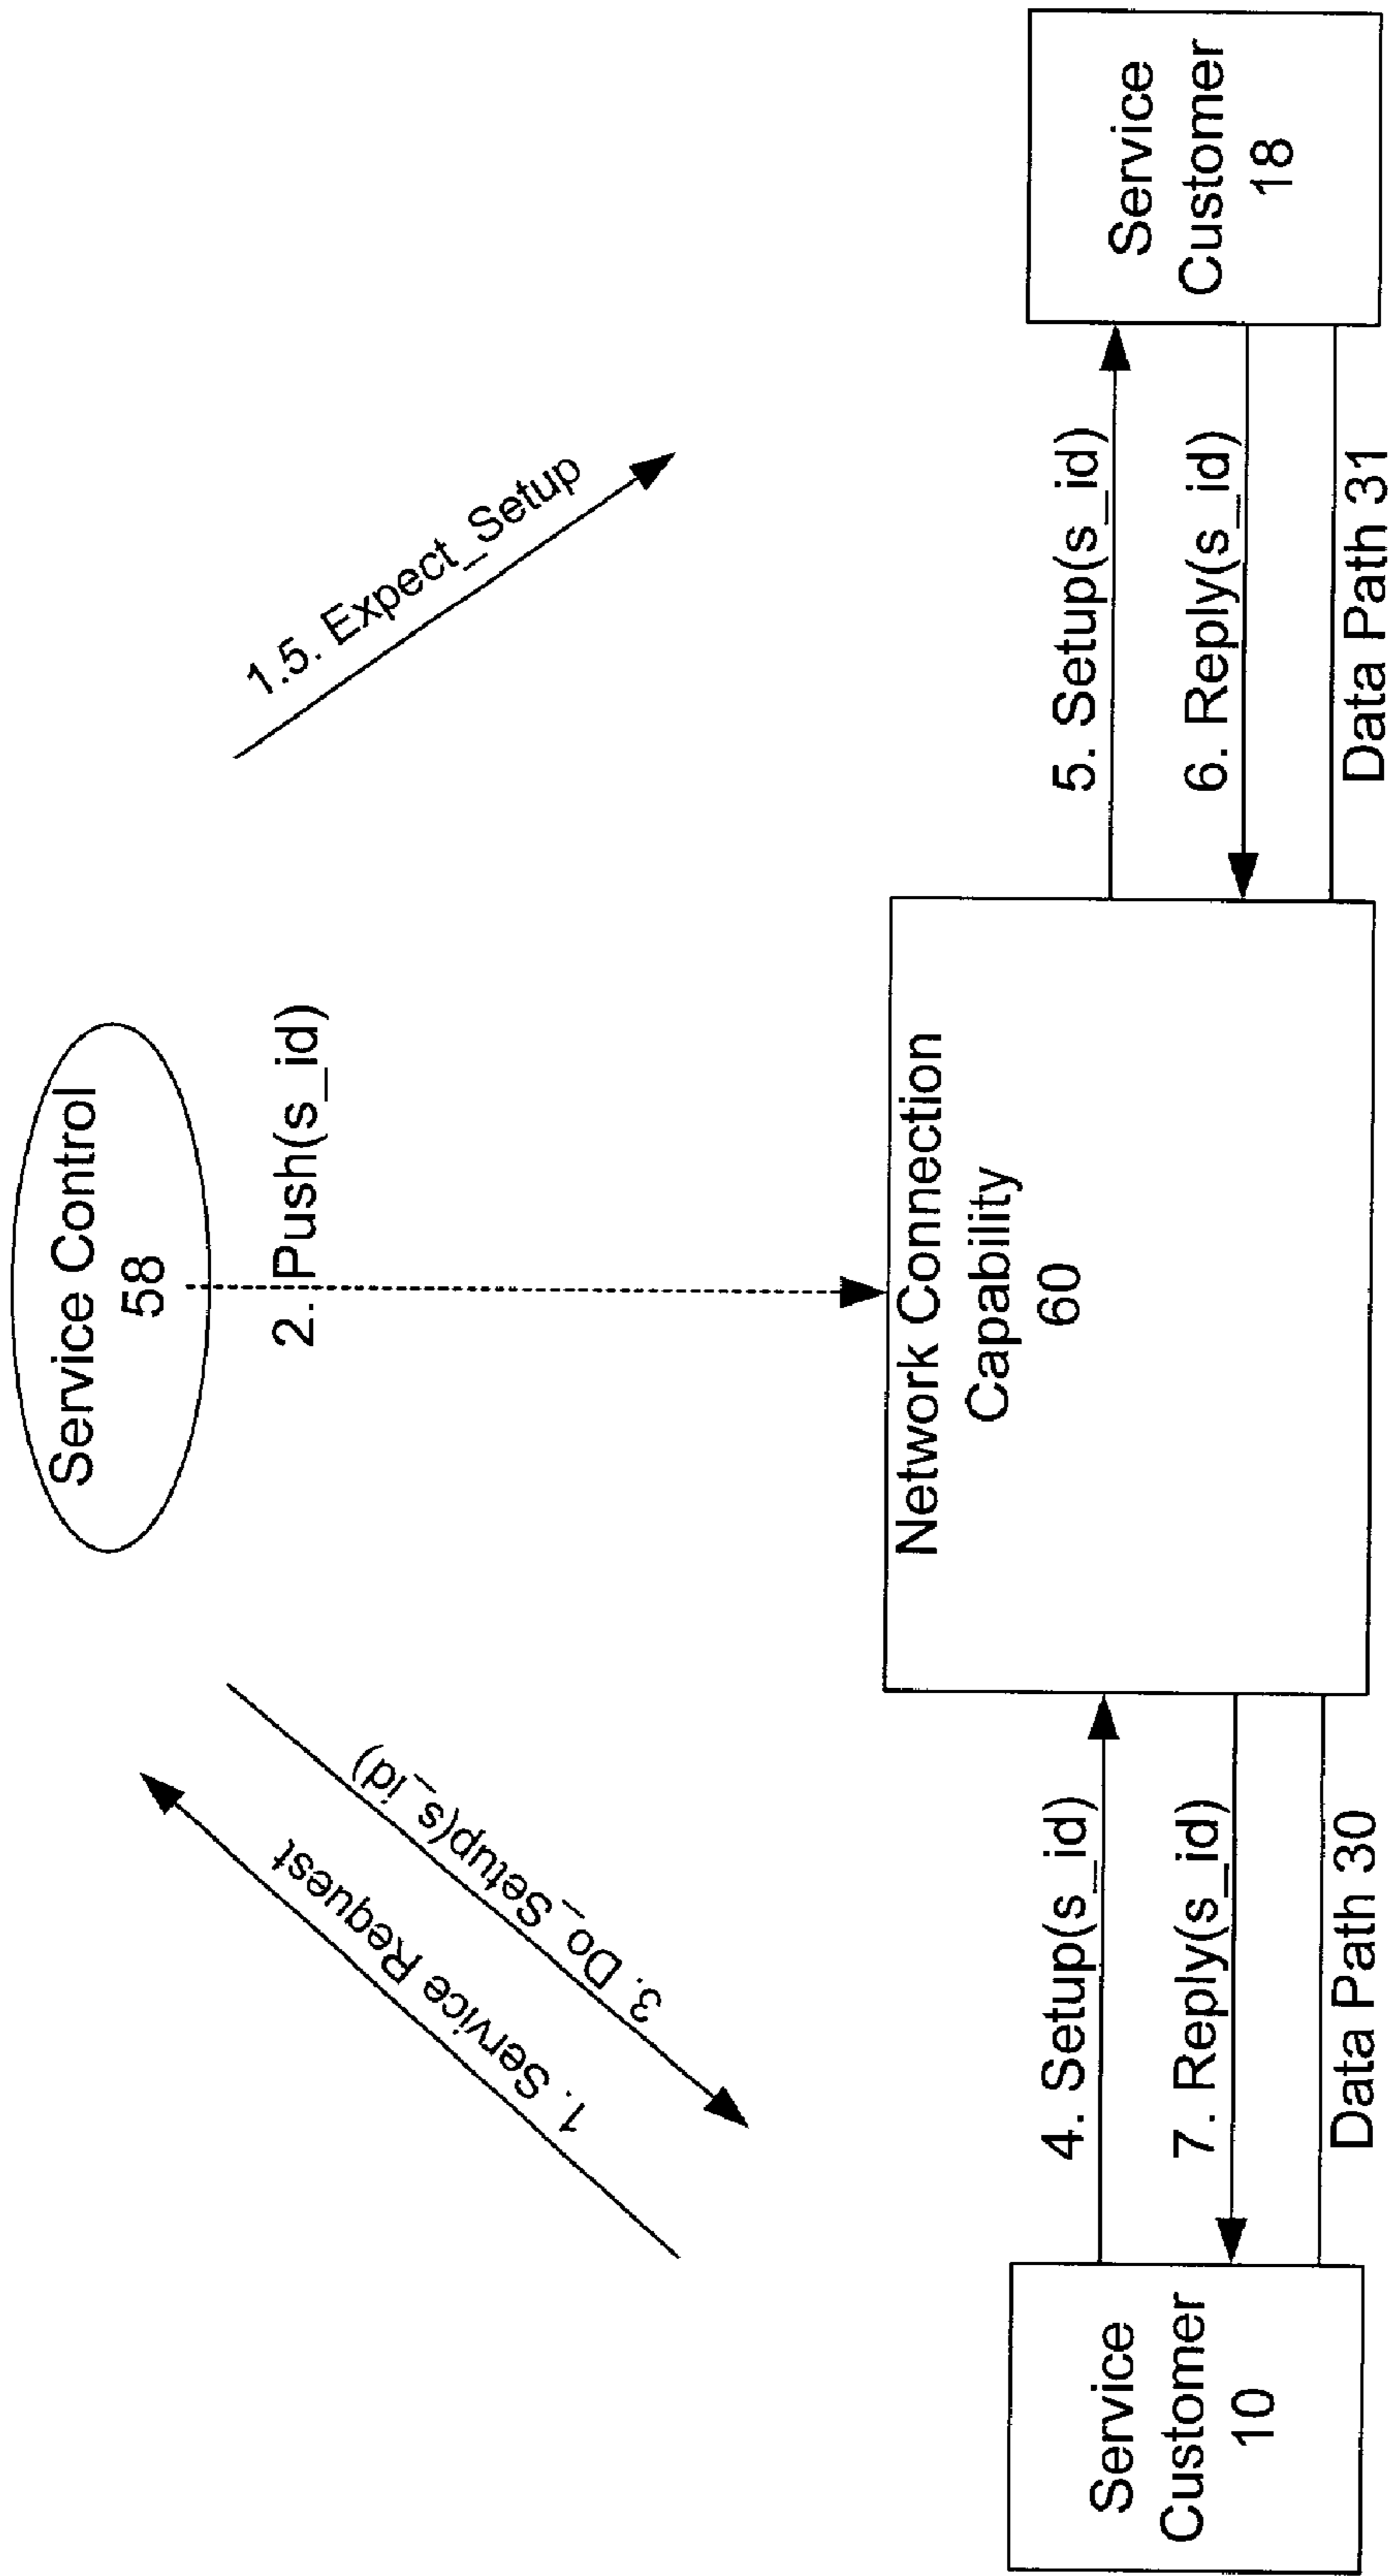 Service Control
58
1. Service Request
3. Do_Setup(s_id)
2. Push(s_id)
1.5. Expect_Setup
Network Connection
Capability
60
Service
Customer
10
4. Setup(s_id)
7. Reply(s_id)
Data Path 30
5. Setup(s_id)
6. Reply(s_id)
Data Path 31
Service
Customer
18